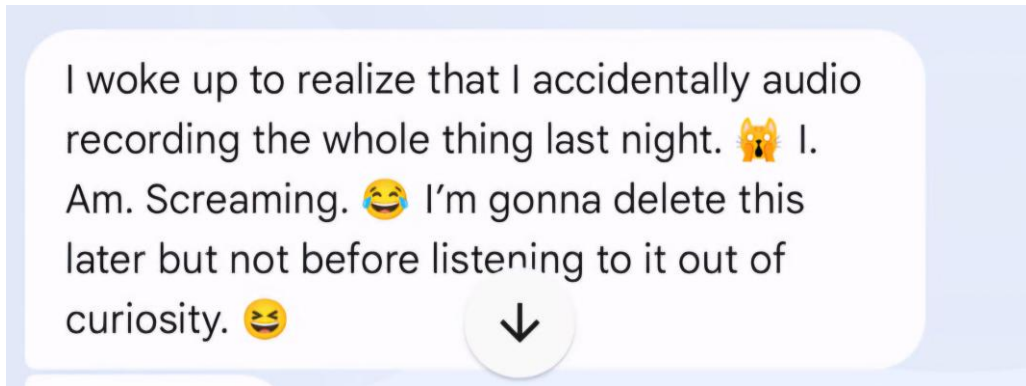 I woke up to realize that I accidentally audio
recording the whole thing last night. 🙀 I.
Am. Screaming. 😂 I’m gonna delete this
later but not before listening to it out of
curiosity. 😆